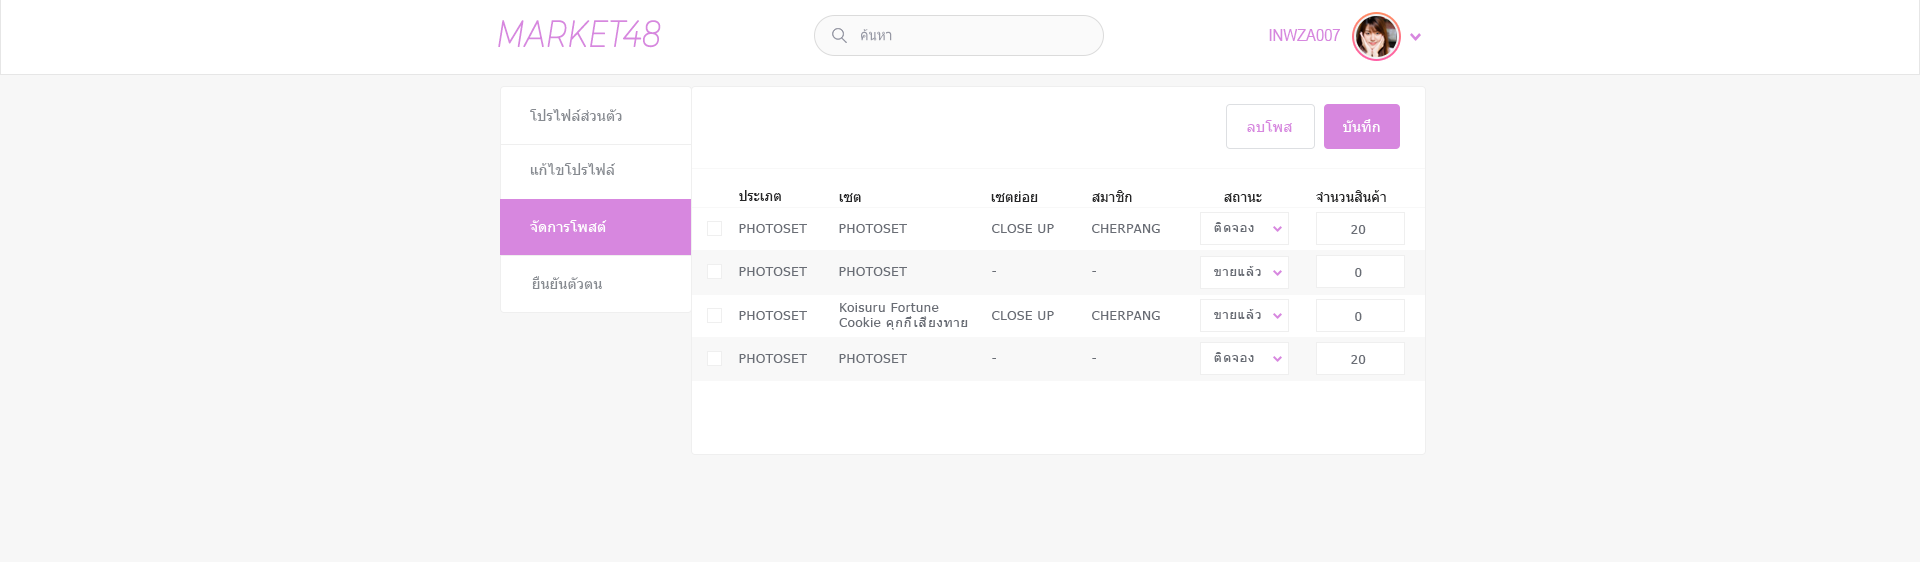 MARKET48
ค้นหา
INWZA007
โปรไฟล์ส่วนตัว
แก้ไขโปรไฟล์
จัดการโพสต์
ยืนยันตัวตน
ลบโพส
บันทึก
ประเภต เซต เซตย่อย สมาชิก สถานะ จำนวนสินค้า
PHOTOSET PHOTOSET CLOSE UP CHERPANG ติดจอง 20
PHOTOSET PHOTOSET - - ขายแล้ว 0
PHOTOSET Koisuru Fortune
Cookie คุกกี้เสี่ยงทาย CLOSE UP CHERPANG ขายแล้ว 0
PHOTOSET PHOTOSET - - ติดจอง 20